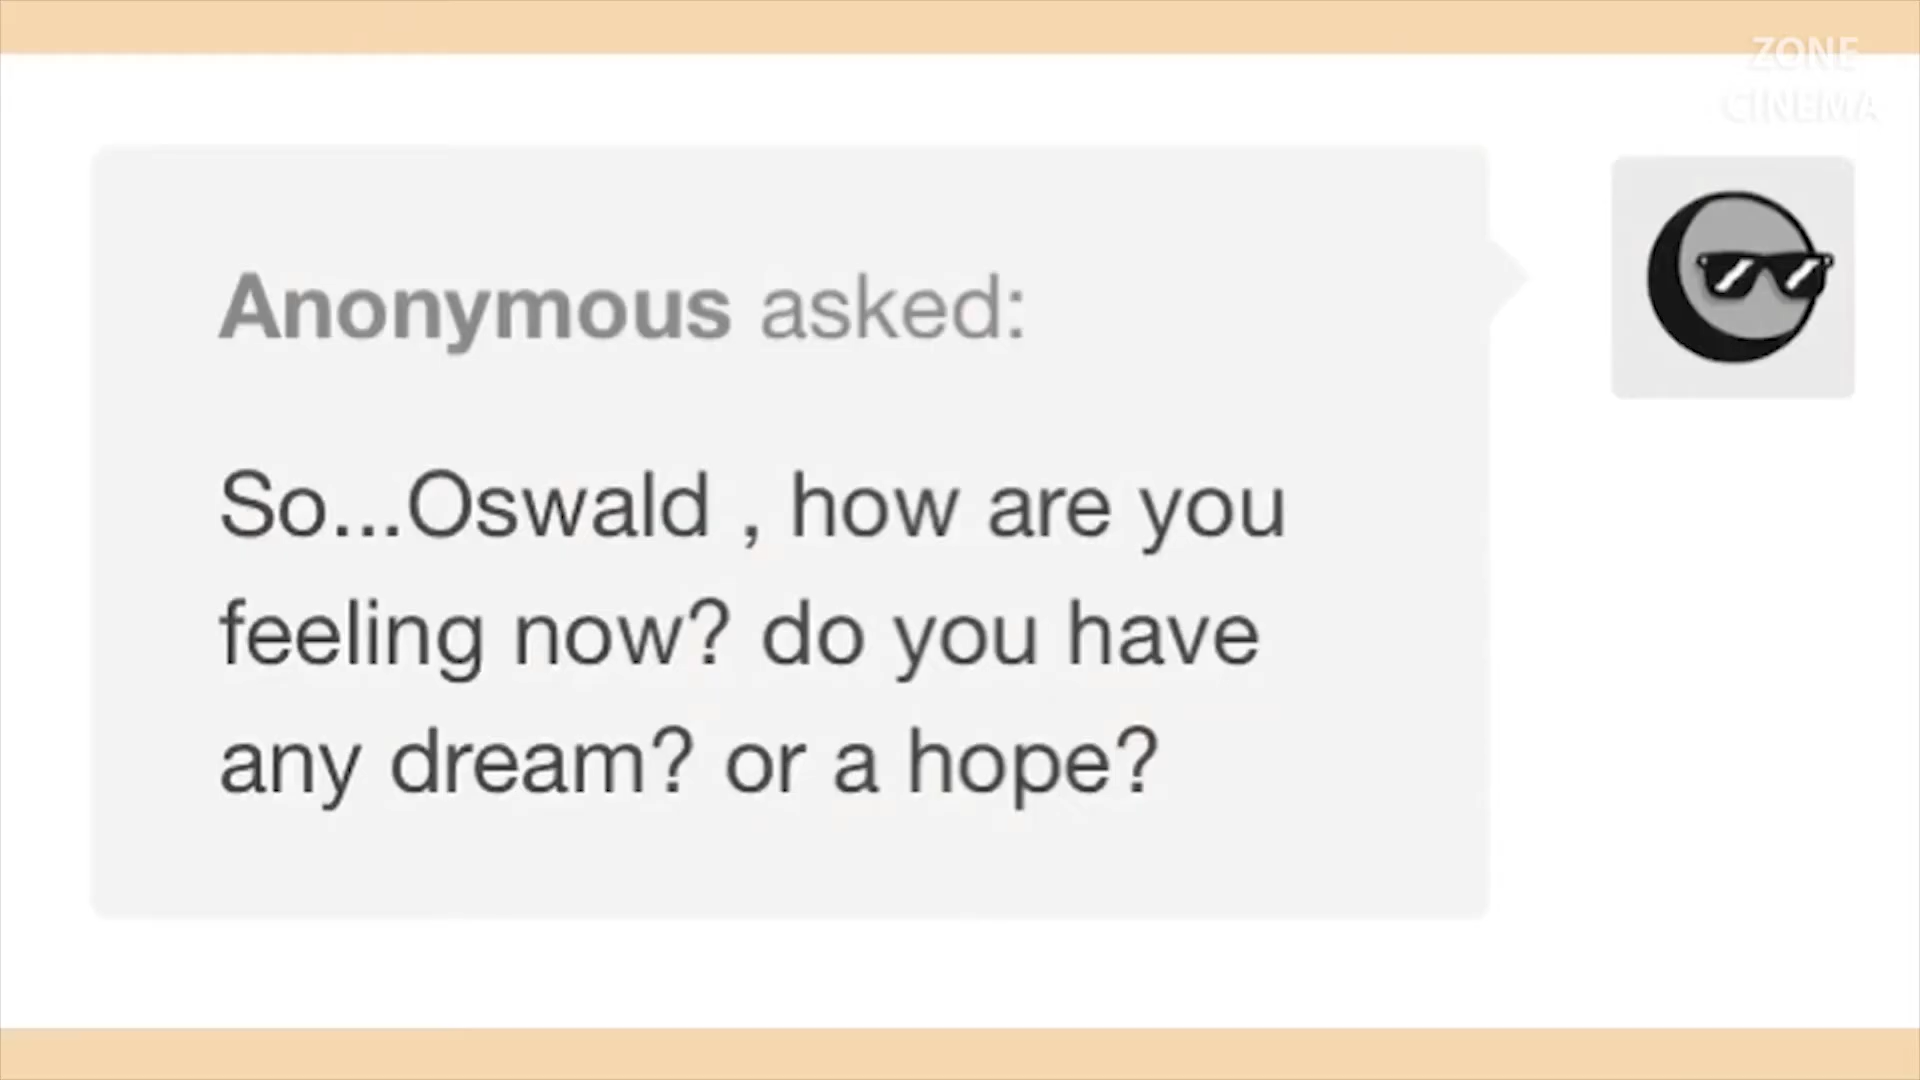 ZONE
CINEMA
Anonymous asked:
So...Oswald , how are you
feeling now? do you have
any dream? or a hope?